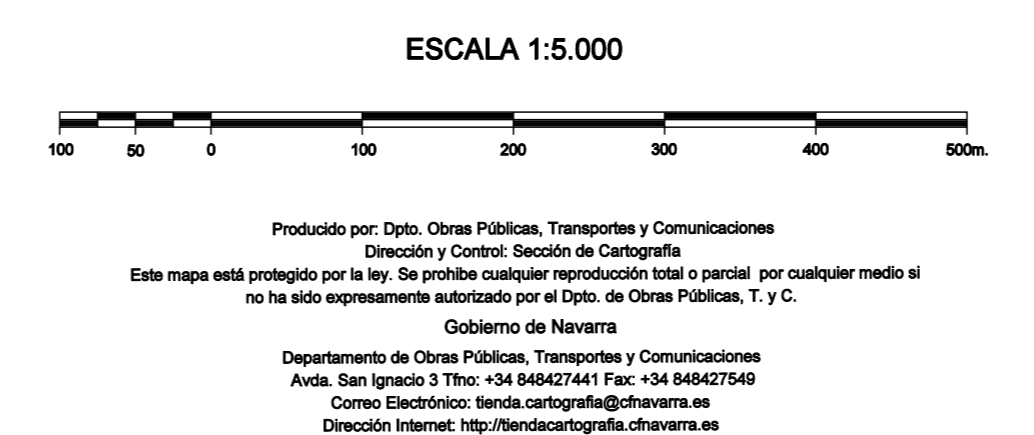 ESCALA 1:5.000
100 50 0 100 200 300 400 500m.
Producido por: Dpto. Obras Públicas, Transportes y Comunicaciones
Dirección y Control: Sección de Cartografía
Este mapa está protegido por la ley. Se prohibe cualquier reproducción total o parcial por cualquier medio si
no ha sido expresamente autorizado por el Dpto. de Obras Públicas, T. y C.
Gobierno de Navarra
Departamento de Obras Públicas, Transportes y Comunicaciones
Avda. San Ignacio 3 Tfno: +34 848427441 Fax: +34 848427549
Correo Electrónico: tienda.cartografia@cfnavarra.es
Dirección Internet: http://tiendacartografia.cfnavarra.es